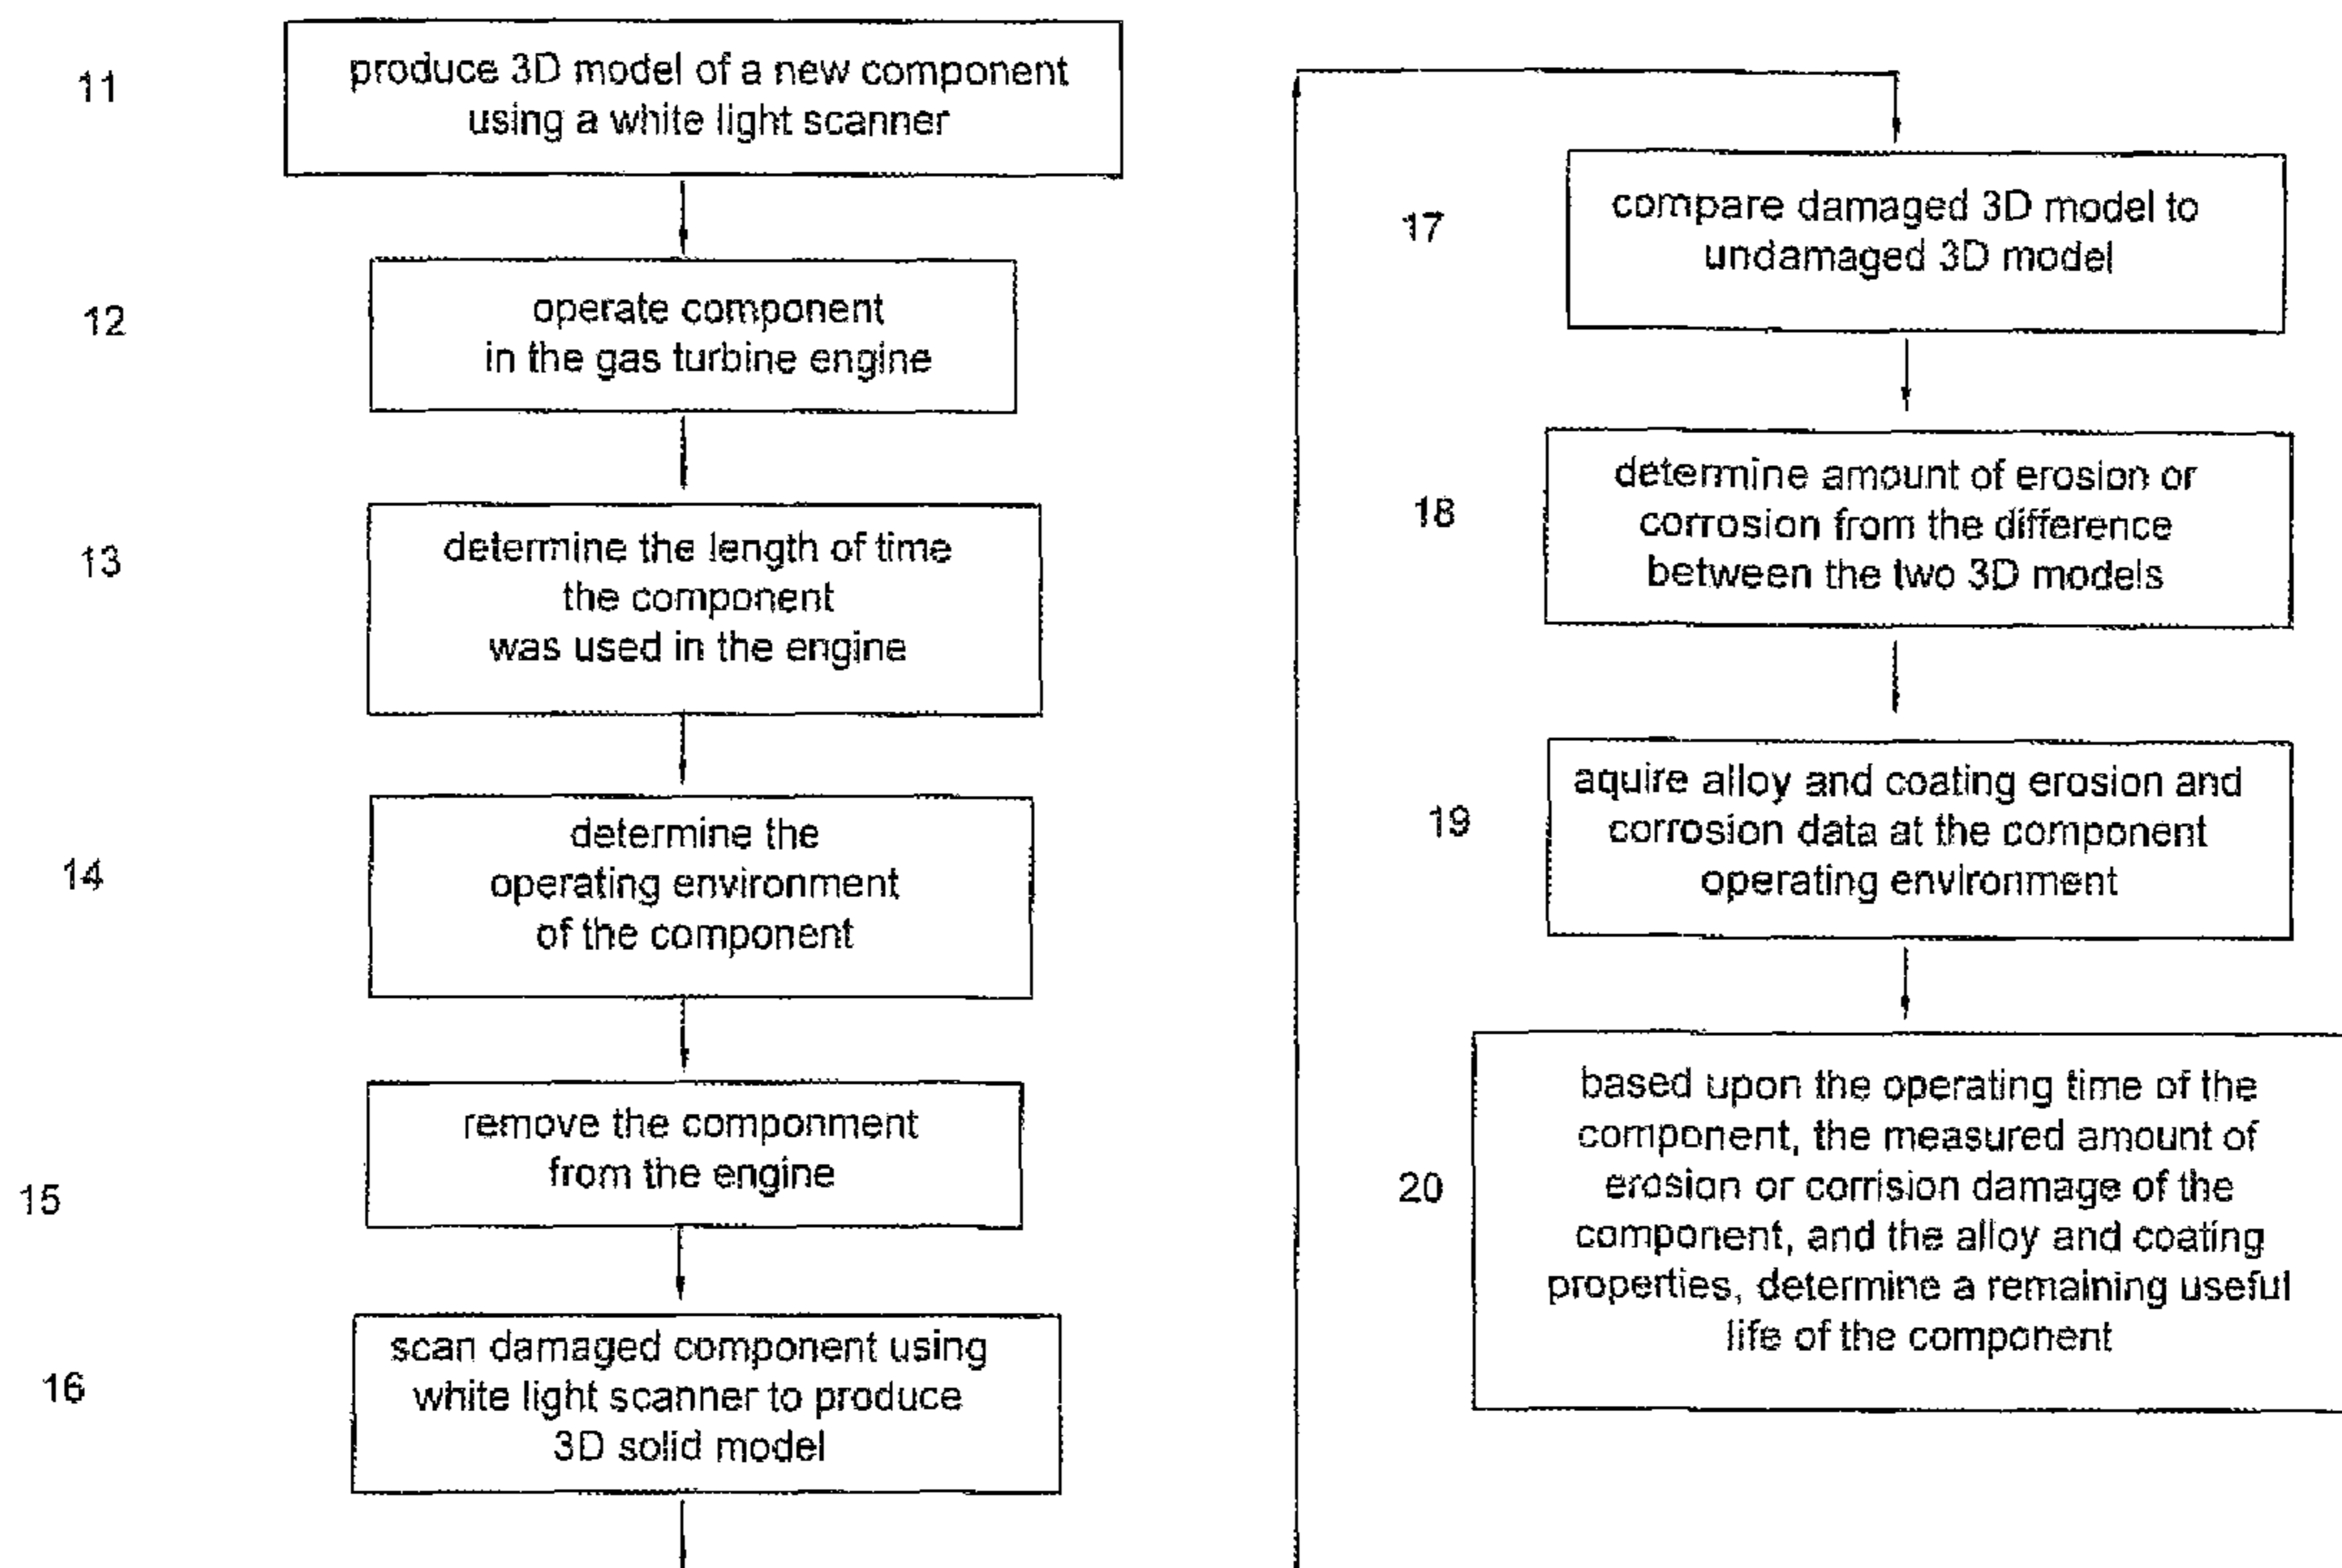 11
produce 3D model of a new component
using a white light scanner
12
operate component
in the gas turbine engine
13
determine the length of time
the component
was used in the engine
14
determine the
operating environment
of the component
15
remove the componment
from the engine
16
scan damaged component using
white light scanner to produce
3D solid model
17
compare damaged 3D model to
undamaged 3D model
18
determine amount of erosion or
corrosion from the difference
between the two 3D models
19
aquire alloy and coating erosion and
corrosion data at the component
operating environment
20
based upon the operating time of the
component, the measured amount of
erosion or corrision damage of the
component, and the alloy and coating
properties, determine a remaining useful
life of the component